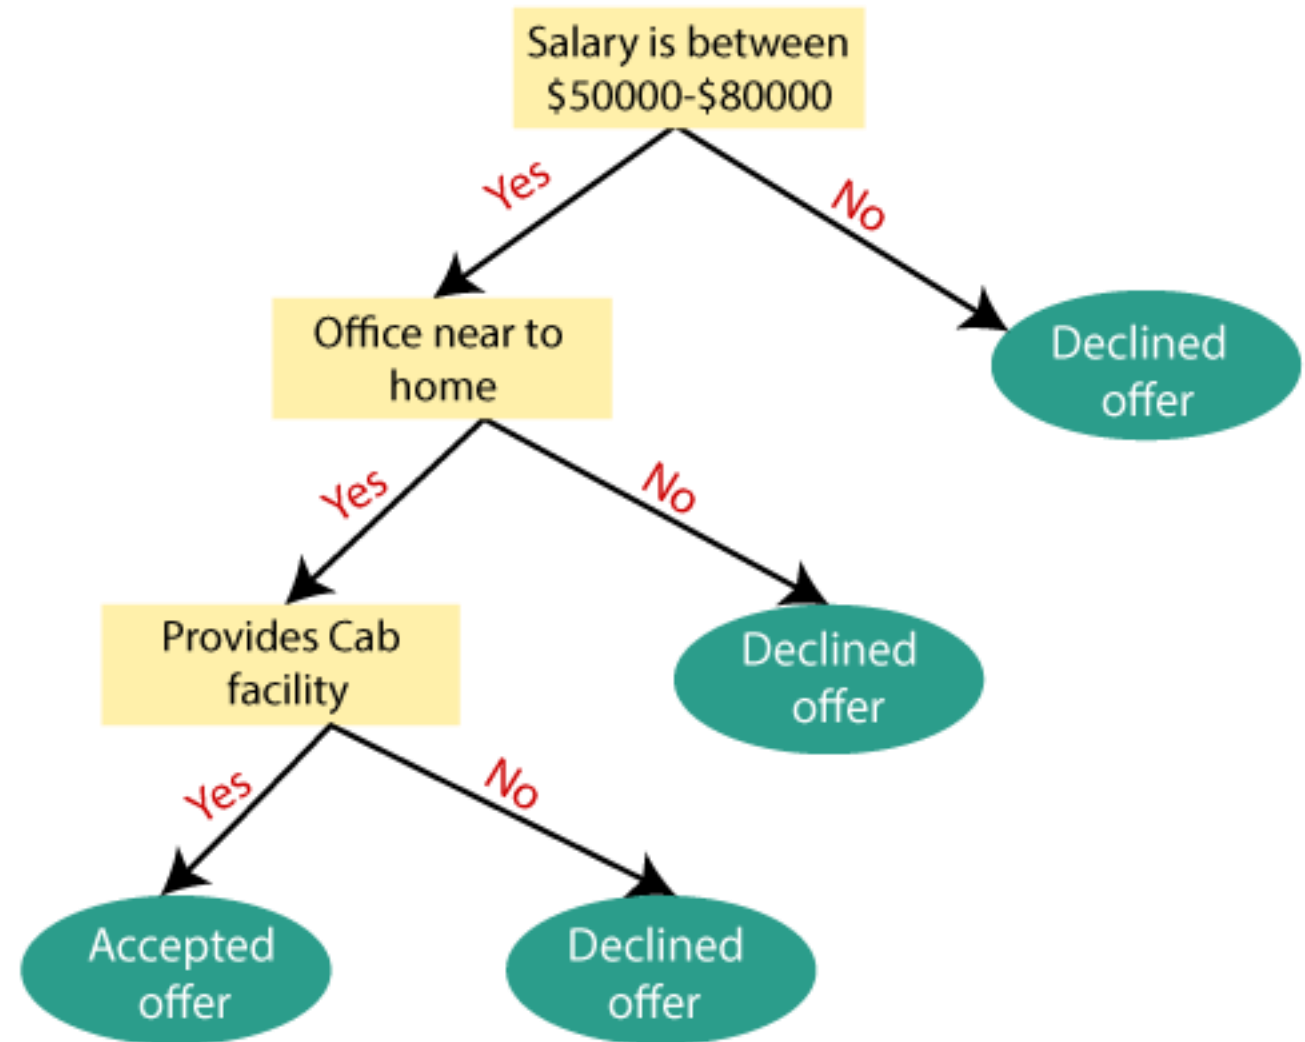 Salary is between
$50000-$80000
Yes
No
Office near to
home
Declined
offer
Yes
No
Provides Cab
facility
Declined
offer
Yes
No
Accepted
offer
Declined
offer